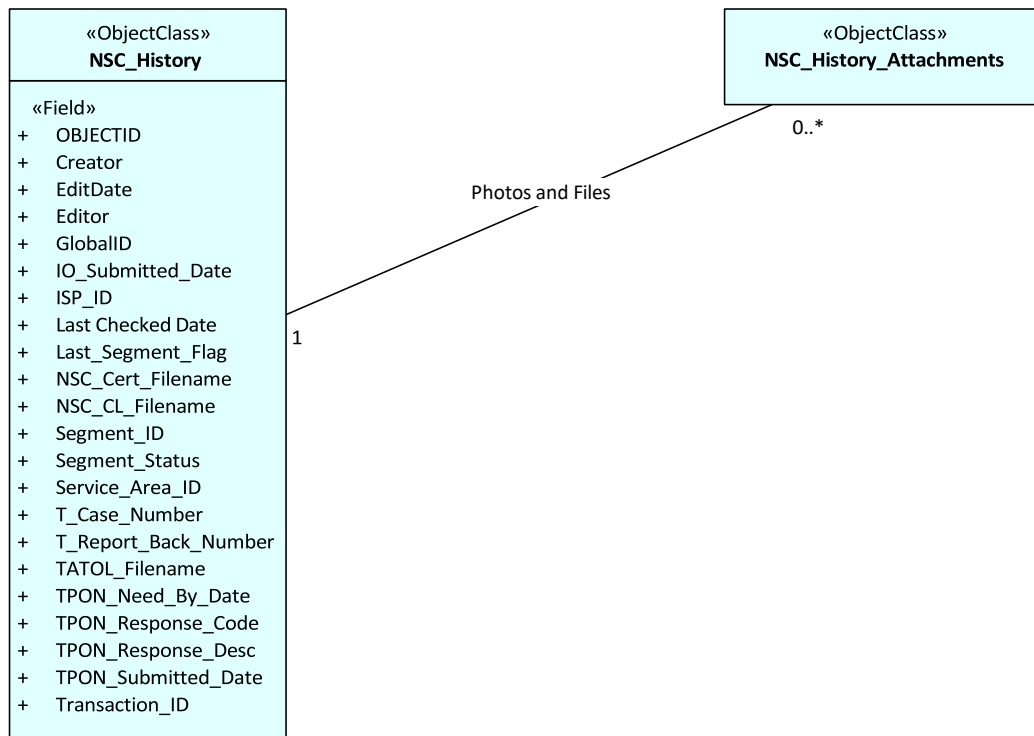 «ObjectClass»
NSC_History
«Field»
+ OBJECTID
+ Creator
+ EditDate
+ Editor
+ GlobalID
+ IO_Submitted_Date
+ ISP_ID
+ Last Checked Date
+ Last_Segment_Flag
+ NSC_Cert_Filename
+ NSC_CL_Filename
+ Segment_ID
+ Segment_Status
+ Service_Area_ID
+ T_Case_Number
+ T_Report_Back_Number
+ TATOL_Filename
+ TPON_Need_By_Date
+ TPON_Response_Code
+ TPON_Response_Desc
+ TPON_Submitted_Date
+ Transaction_ID
«ObjectClass»
NSC_History_Attachments
0..*
Photos and Files
1